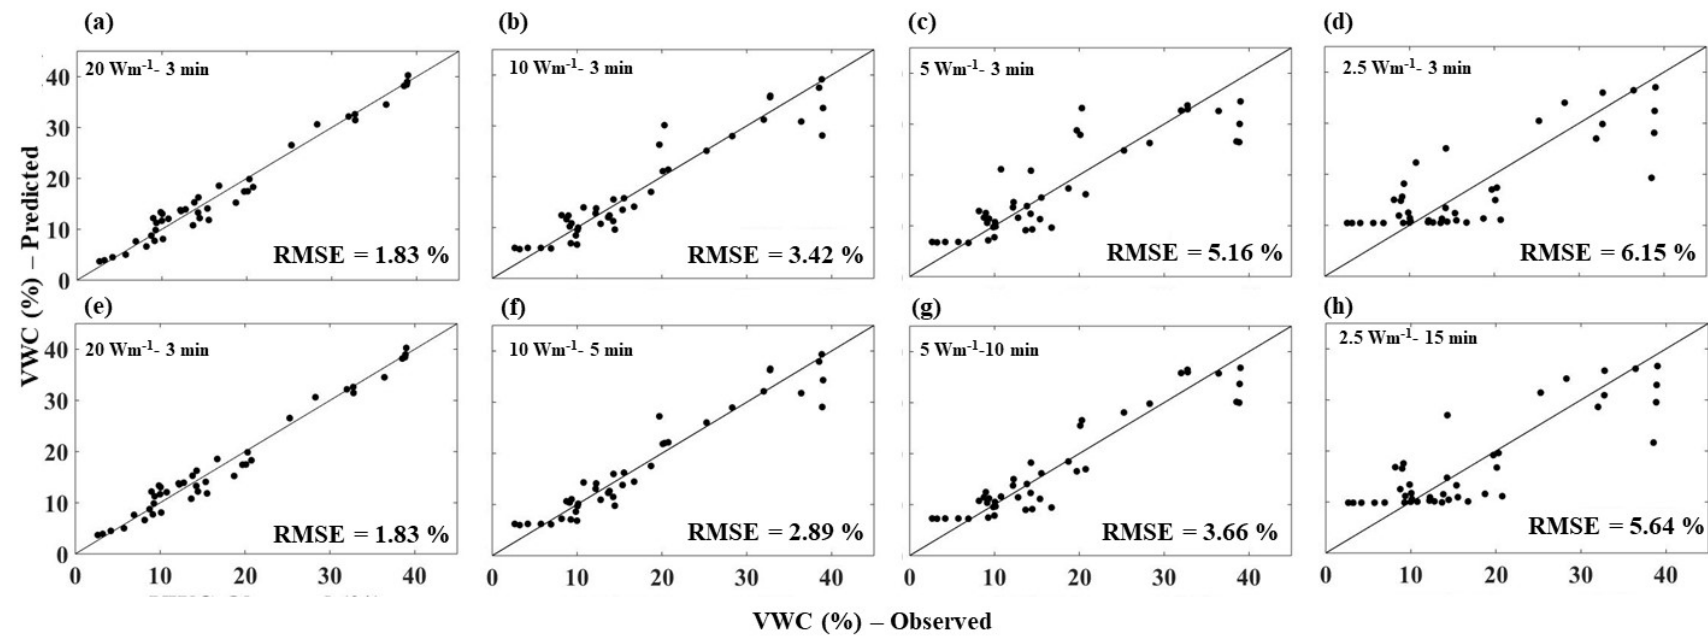 (a) (b) (c) (d)
20 Wm-1- 3 min 10 Wm-1- 3 min 5 Wm-1- 3 min 2.5 Wm-1- 3 min
40
30
20
10
0
RMSE = 1.83 % RMSE = 3.42 % RMSE = 5.16 % RMSE = 6.15 %
VWC (%) – Predicted
(e) (f) (g) (h)
20 Wm-1- 3 min 10 Wm-1- 5 min 5 Wm-1-10 min 2.5 Wm-1- 15 min
40
30
20
10
0
RMSE = 1.83 % RMSE = 2.89 % RMSE = 3.66 % RMSE = 5.64 %
0 10 20 30 40 0 10 20 30 40 0 10 20 30 40 0 10 20 30 40
VWC (%) – Observed